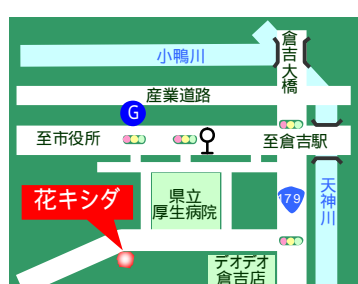 小鴨川
倉吉大橋
産業道路
G
至市役所
至倉吉駅
花キシダ
県立
厚生病院
179
天神川
デオデオ
倉吉店